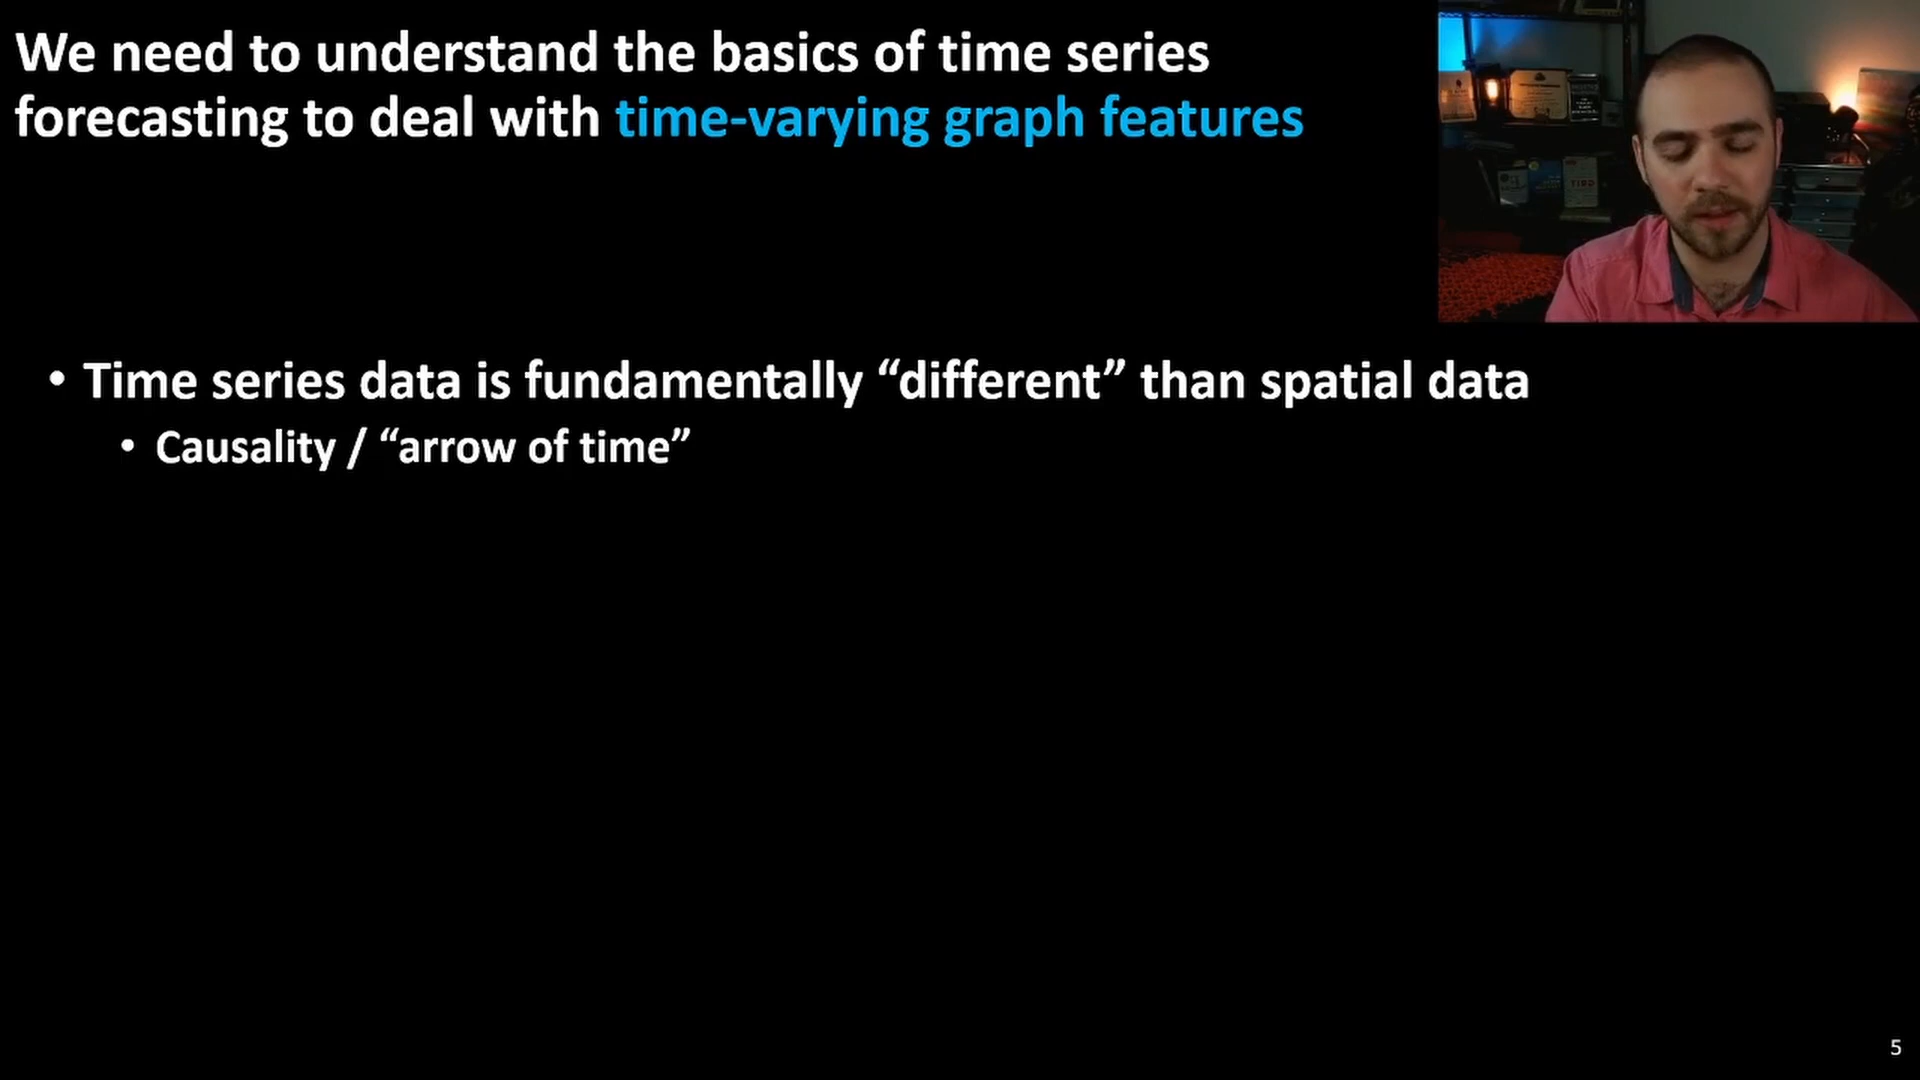 We need to understand the basics of time series
forecasting to deal with time-varying graph features
• Time series data is fundamentally “different” than spatial data
• Causality / “arrow of time”
5